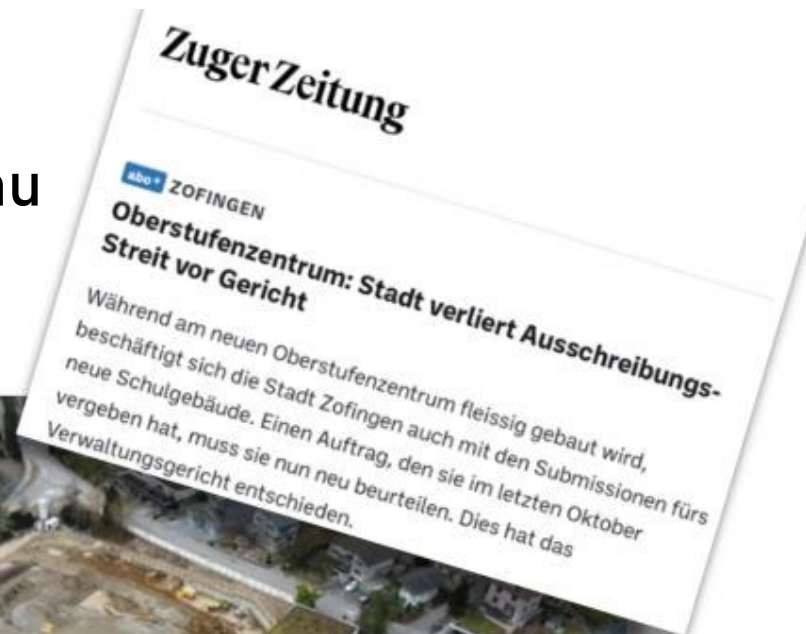 Zuger Zeitung
abo+ ZOFINGEN
Oberstufenzentrum: Stadt verliert Ausschreibungs-
Streit vor Gericht
Während am neuen Oberstufenzentrum fleissig gebaut wird,
beschäftigt sich die Stadt Zofingen auch mit den Submissionen fürs
neue Schulgebäude. Einen Auftrag, den sie im letzten Oktober
vergeben hat, muss sie nun neu beurteilen. Dies hat das
Verwaltungsgericht entschieden.